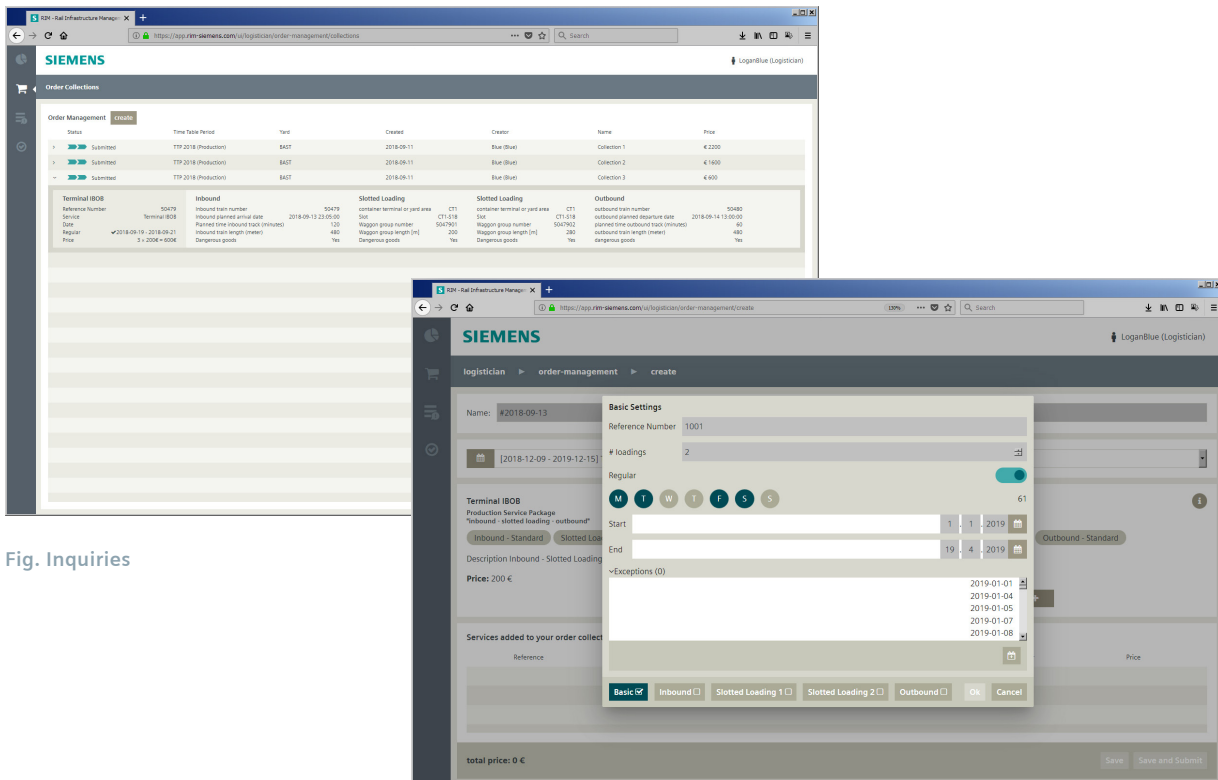 RIM - Rail Infrastructure Manager
https://app.rim-siemens.com/ui/logistician/order-management/collections
Search
SIEMENS
LoganBlue (Logistician)
Order Collections
Order Management create
Status Time Table Period Yard Created Creator Name Price
Submitted TTP 2018 (Production) BAST 2018-09-11 Blue (Blue) Collection 1 € 2200
Submitted TTP 2018 (Production) BAST 2018-09-11 Blue (Blue) Collection 2 € 1600
Submitted TTP 2018 (Production) BAST 2018-09-11 Blue (Blue) Collection 3 € 600
Terminal IBOB Inbound Slotted Loading Slotted Loading Outbound
Reference Number 50479 Inbound train number 50479 container terminal or yard area CT1 container terminal or yard area CT1 outbound train number 50480
Service Terminal IBOB Inbound planned arrival date 2018-09-13 23:05:00 Slot CT1-S18 Slot CT1-S18 outbound planned departure date 2018-09-14 13:00:00
Date Planned time inbound track (minutes) 120 Waggon group number 5047901 Waggon group number 5047902 planned time outbound track (minutes) 60
Regular ✔2018-09-19 - 2018-09-21 Inbound train length (meter) 480 Waggon group length [m] 200 Waggon group length [m] 280 outbound train length (meter) 480
Price 3 x 200€ = 600€ Dangerous goods Yes Dangerous goods Yes Dangerous goods Yes dangerous goods Yes
RIM - Rail Infrastructure Manager
https://app.rim-siemens.com/ui/logistician/order-management/create 120% Search
SIEMENS
LoganBlue (Logistician)
logistician ▶ order-management ▶ create
Name: #2018-09-13
[2018-12-09 - 2019-12-15]
Terminal IBOB
Production Service Package
"Inbound - slotted loading - outbound"
Inbound - Standard Slotted Outbound - Standard
Description Inbound - Slotted Loading
Price: 200 €
Services added to your order
Reference Price
total price: 0 €
Save Save and Submit
Basic Settings
Reference Number 1001
# loadings 2
Regular
M T W T F S S 61
Start 1 . 1 . 2019
End 19 . 4 . 2019
Exceptions (0)
2019-01-01
2019-01-04
2019-01-05
2019-01-07
2019-01-08
Basic Inbound Slotted Loading 1 Slotted Loading 2 Outbound Ok Cancel
Fig. Inquiries